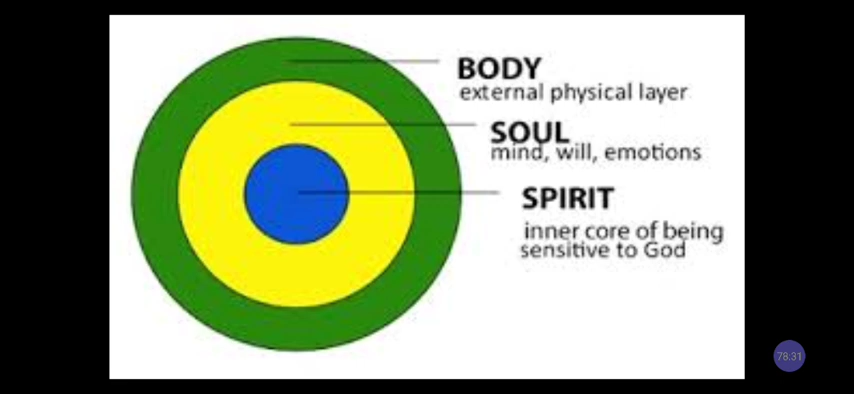 BODY
external physical layer
SOUL
mind, will, emotions
SPIRIT
inner core of being
sensitive to God
78:31